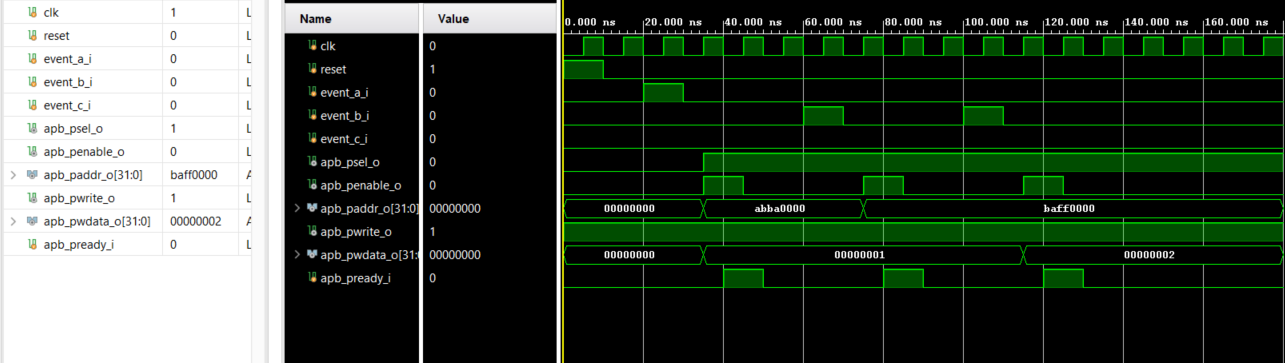 clk 1 L
reset 0 L
event_a_i 0 L
event_b_i 0 L
event_c_i 0 L
apb_psel_o 1 L
apb_penable_o 0 L
apb_paddr_o[31:0] baff0000 A
apb_pwrite_o 1 L
apb_pwdata_o[31:0] 00000002 A
apb_pready_i 0 L
Name Value
0.000 ns 20.000 ns 40.000 ns 60.000 ns 80.000 ns 100.000 ns 120.000 ns 140.000 ns 160.000 ns
clk 0
reset 1
event_a_i 0
event_b_i 0
event_c_i 0
apb_psel_o 0
apb_penable_o 0
apb_paddr_o[31:0] 00000000 00000000 abba0000 baff0000
apb_pwrite_o 1
apb_pwdata_o[31: 00000000 00000000 00000001 00000002
apb_pready_i 0